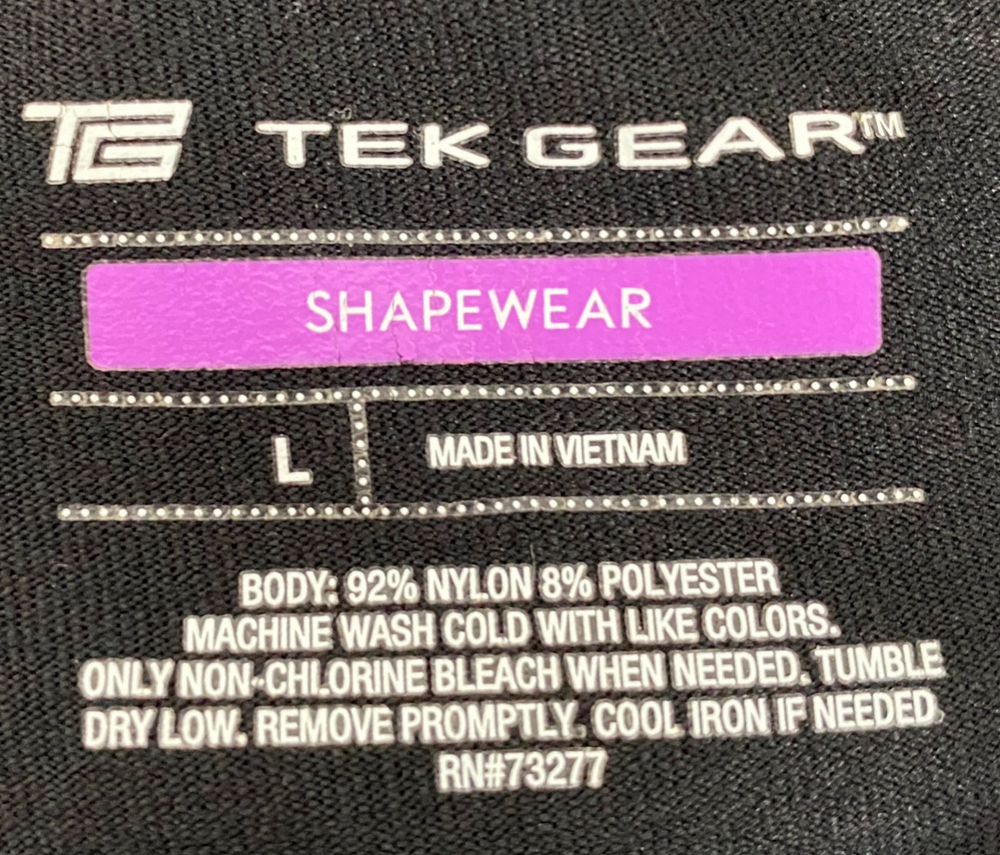 TG TEK GEAR™
SHAPEWEAR
L MADE IN VIETNAM
BODY: 92% NYLON 8% POLYESTER
MACHINE WASH COLD WITH LIKE COLORS.
ONLY NON-CHLORINE BLEACH WHEN NEEDED. TUMBLE
DRY LOW. REMOVE PROMPTLY. COOL IRON IF NEEDED.
RN#73277